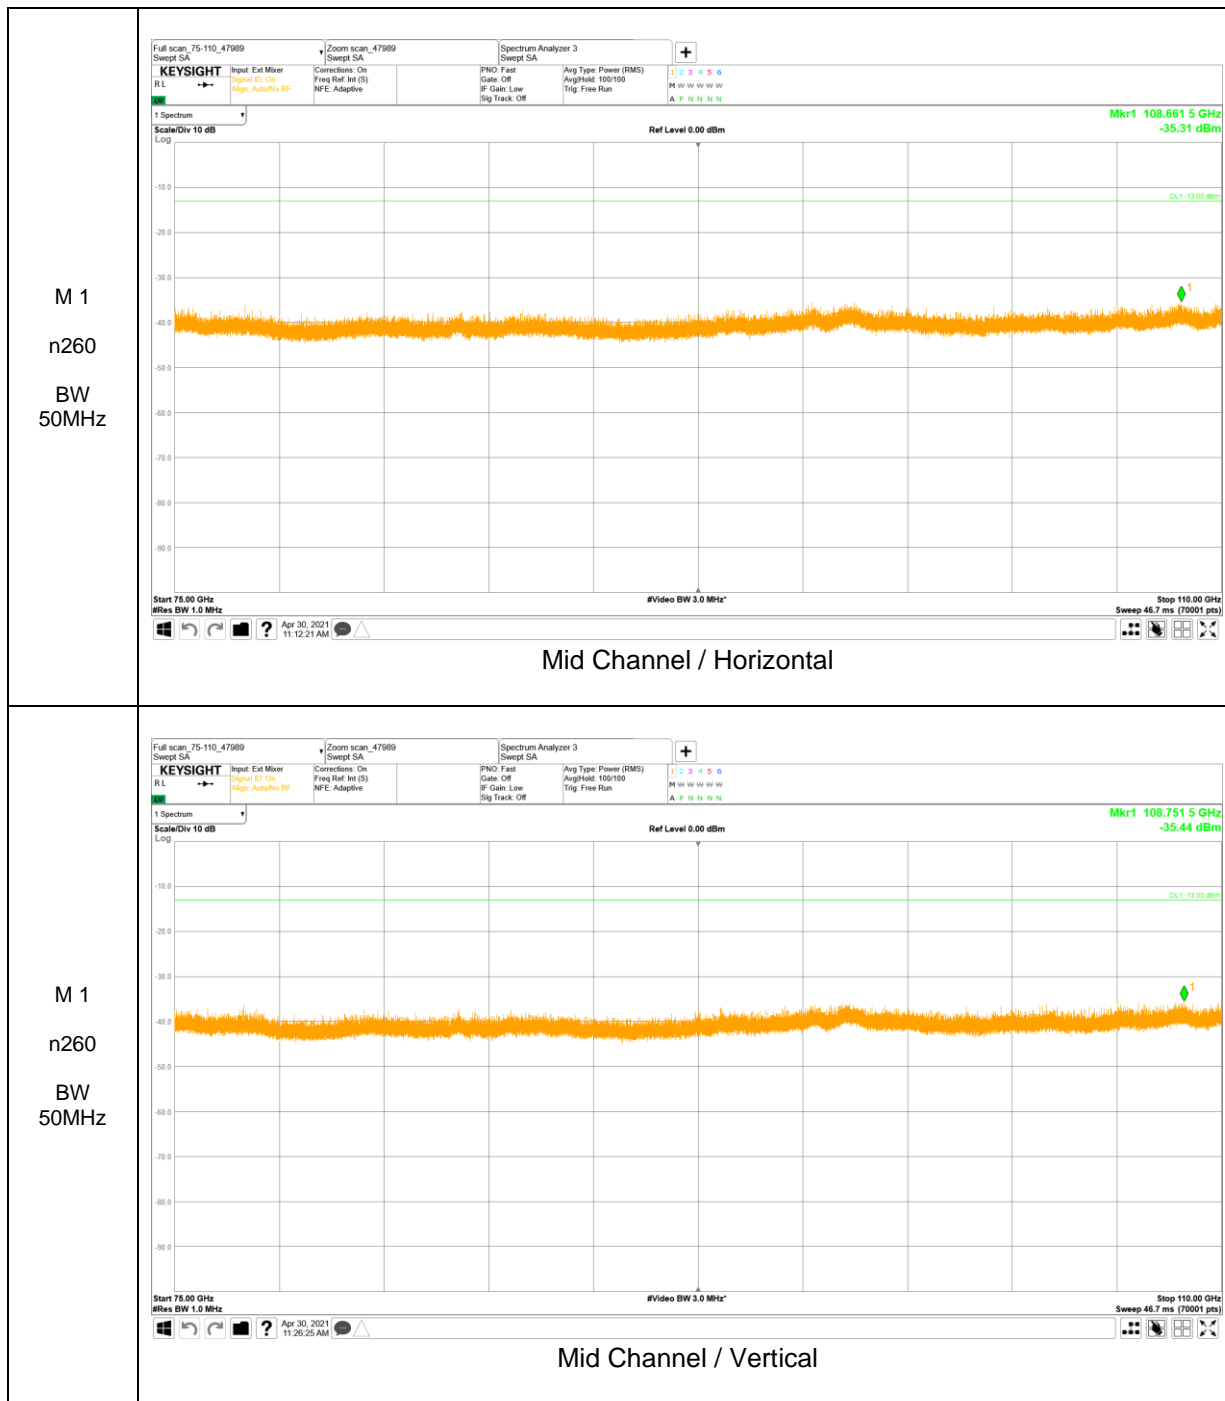 M 1
n260
BW
50MHz
Full scan_75-110_47989
Swept SA
Zoom scan_47989
Swept SA
Spectrum Analyzer 3
Swept SA
KEYSIGHT
R L
Input: Ext Mixer
Signal ID: On
Align: Auto/No RF
Corrections: On
Freq Ref: Int (S)
NFE: Adaptive
PNO: Fast
Gate: Off
IF Gain: Low
Sig Track: Off
Avg Type: Power (RMS)
Avg|Hold: 100/100
Trig: Free Run
1 2 3 4 5 6
M W W W W W
A P N N N N
1 Spectrum
Scale/Div 10 dB
Log
Ref Level 0.00 dBm
Mkr1 108.661 5 GHz
-35.31 dBm
DL1 -13.00 dBm
-10.0
-20.0
-30.0
-40.0
-50.0
-60.0
-70.0
-80.0
-90.0
1
Start 75.00 GHz
#Res BW 1.0 MHz
#Video BW 3.0 MHz*
Stop 110.00 GHz
Sweep 46.7 ms (70001 pts)
?
Apr 30, 2021
11:12:21 AM
Mid Channel / Horizontal
M 1
n260
BW
50MHz
Full scan_75-110_47989
Swept SA
Zoom scan_47989
Swept SA
Spectrum Analyzer 3
Swept SA
KEYSIGHT
R L
Input: Ext Mixer
Signal ID: On
Align: Auto/No RF
Corrections: On
Freq Ref: Int (S)
NFE: Adaptive
PNO: Fast
Gate: Off
IF Gain: Low
Sig Track: Off
Avg Type: Power (RMS)
Avg|Hold: 100/100
Trig: Free Run
1 2 3 4 5 6
M W W W W W
A P N N N N
1 Spectrum
Scale/Div 10 dB
Log
Ref Level 0.00 dBm
Mkr1 108.751 5 GHz
-35.44 dBm
DL1 -13.00 dBm
-10.0
-20.0
-30.0
-40.0
-50.0
-60.0
-70.0
-80.0
-90.0
1
Start 75.00 GHz
#Res BW 1.0 MHz
#Video BW 3.0 MHz*
Stop 110.00 GHz
Sweep 46.7 ms (70001 pts)
?
Apr 30, 2021
11:26:25 AM
Mid Channel / Vertical